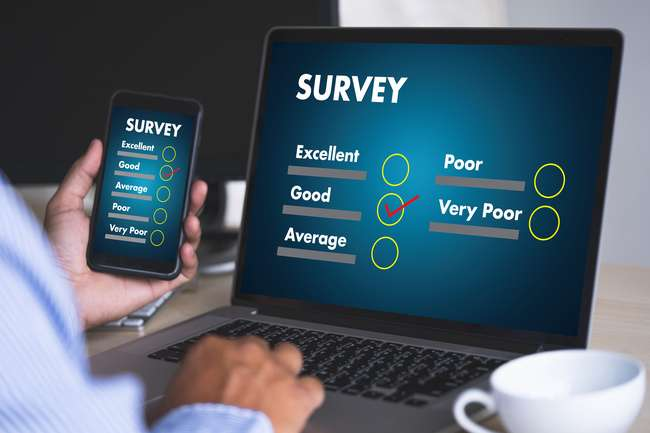 SURVEY
Excellent
Good
Average
Poor
Very Poor
SURVEY
Excellent
Good
Average
Poor
Very Poor